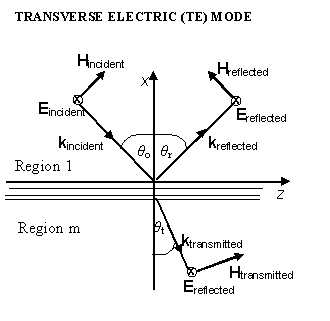 TRANSVERSE ELECTRIC (TE) MODE
Hincident
Hreflected
X
Eincident
Ereflected
kincident
kreflected
θo
θr
Region 1
Z
Region m
θt
ktransmitted
Htransmitted
Ereflected